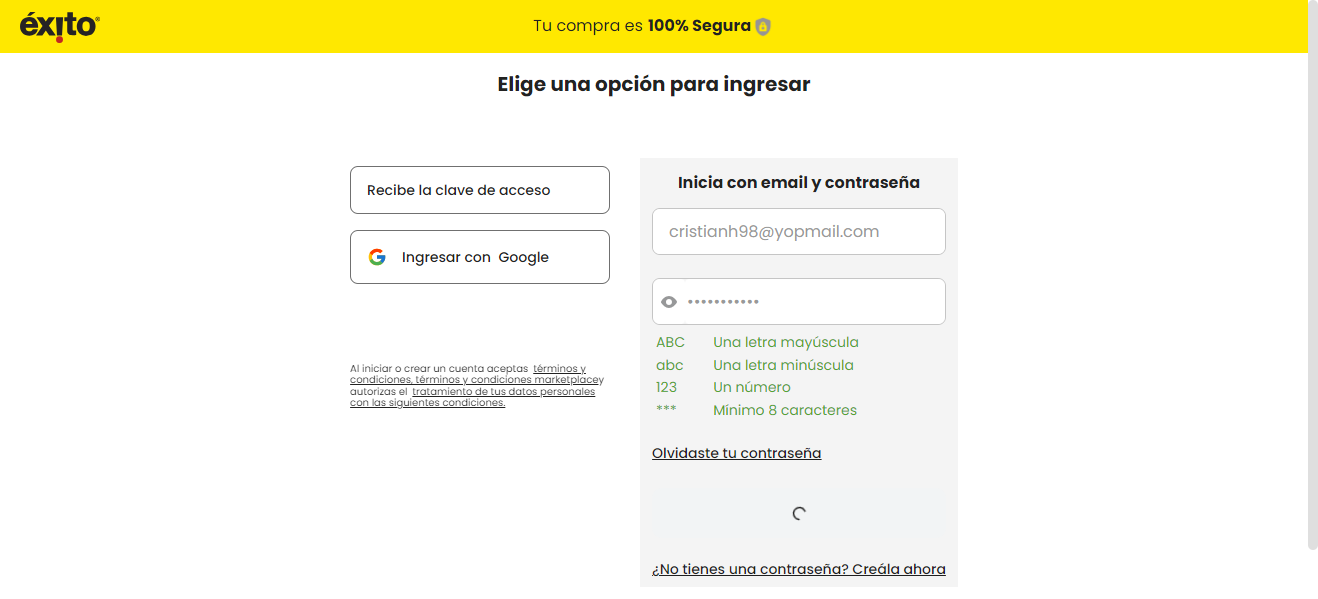 éxito
Tu compra es 100% Segura
Elige una opción para ingresar
Recibe la clave de acceso
Ingresar con Google
Al iniciar o crear un cuenta aceptas términos y
condiciones, términos y condiciones marketplacey
autorizas el tratamiento de tus datos personales
con las siguientes condiciones.
Inicia con email y contraseña
cristianh98@yopmail.com
•••••••••••
ABC Una letra mayúscula
abc Una letra minúscula
123 Un número
*** Mínimo 8 caracteres
Olvidaste tu contraseña
¿No tienes una contraseña? Creála ahora